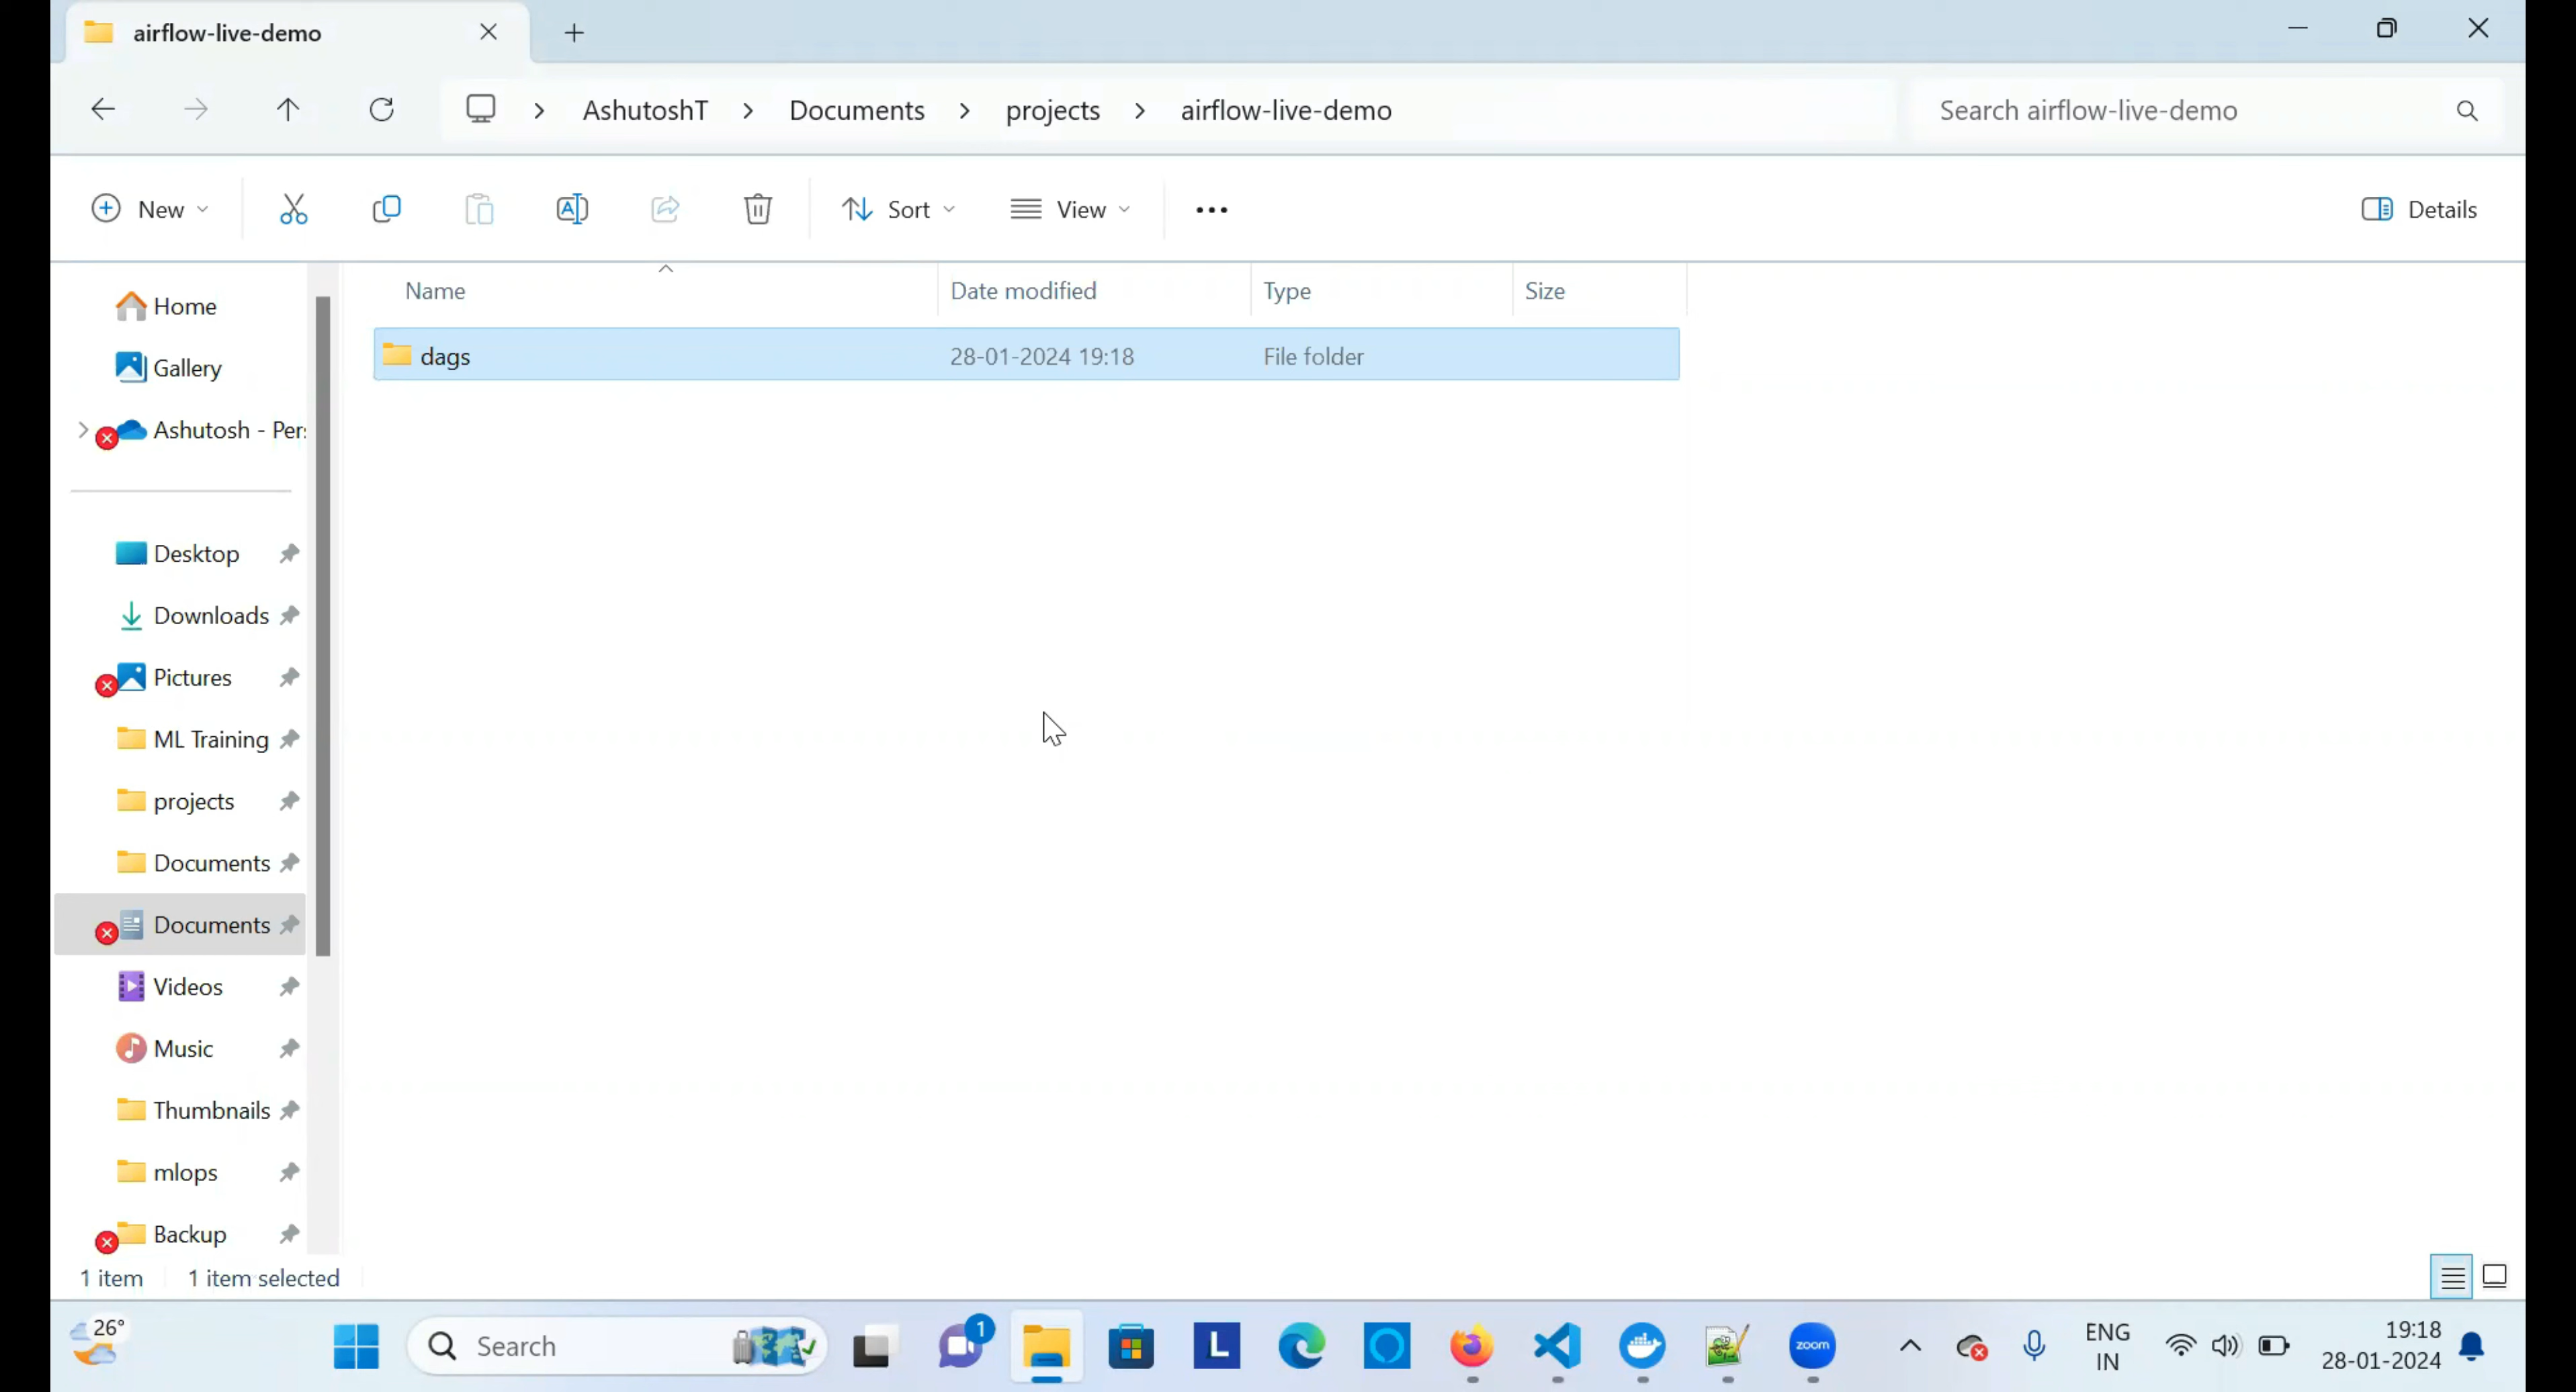 airflow-live-demo
AshutoshT > Documents > projects > airflow-live-demo
Search airflow-live-demo
New
Sort
View
Details
Name
Date modified
Type
Size
dags
28-01-2024 19:18
File folder
Home
Gallery
Ashutosh - Pers
Desktop
Downloads
Pictures
ML Training
projects
Documents
Documents
Videos
Music
Thumbnails
mlops
Backup
1 item
1 item selected
26°
Search
1
L
zoom
ENG
IN
19:18
28-01-2024